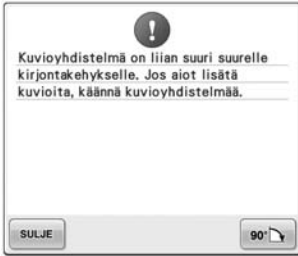 Kuvioyhdistelmä on liian suuri suurelle
kirjontakehykselle. Jos aiot lisätä
kuvioita, käännä kuvioyhdistelmää.
SULJE
90°